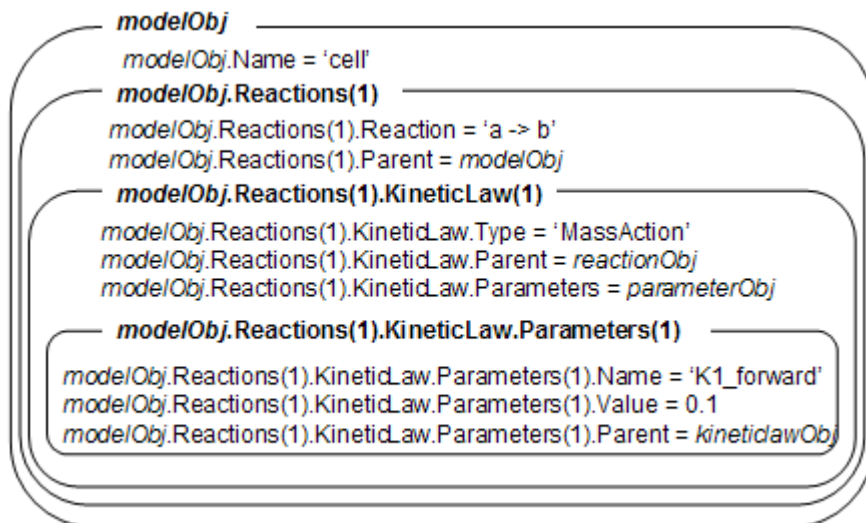 modelObj
modelObj.Name = ‘cell’
modelObj.Reactions(1)
modelObj.Reactions(1).Reaction = ‘a -> b’
modelObj.Reactions(1).Parent = modelObj
modelObj.Reactions(1).KineticLaw(1)
modelObj.Reactions(1).KineticLaw.Type = ‘MassAction’
modelObj.Reactions(1).KineticLaw.Parent = reactionObj
modelObj.Reactions(1).KineticLaw.Parameters = parameterObj
modelObj.Reactions(1).KineticLaw.Parameters(1)
modelObj.Reactions(1).KineticLaw.Parameters(1).Name = ‘K1_forward’
modelObj.Reactions(1).KineticLaw.Parameters(1).Value = 0.1
modelObj.Reactions(1).KineticLaw.Parameters(1).Parent = kineticlawObj